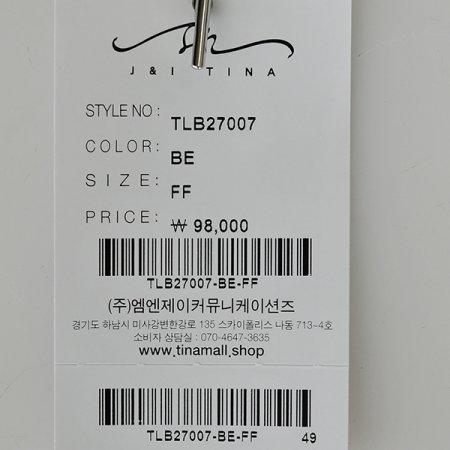 J & I TINA
STYLE NO: TLB27007
COLOR: BE
SIZE: FF
PRICE: ₩ 98,000
TLB27007-BE-FF
(주)엠엔제이커뮤니케이션즈
경기도 하남시 미사강변한강로 135 스카이폴리스 나동 713-4호
소비자 상담실 : 070-4647-3635
www.tinamall.shop
TLB27007-BE-FF 49